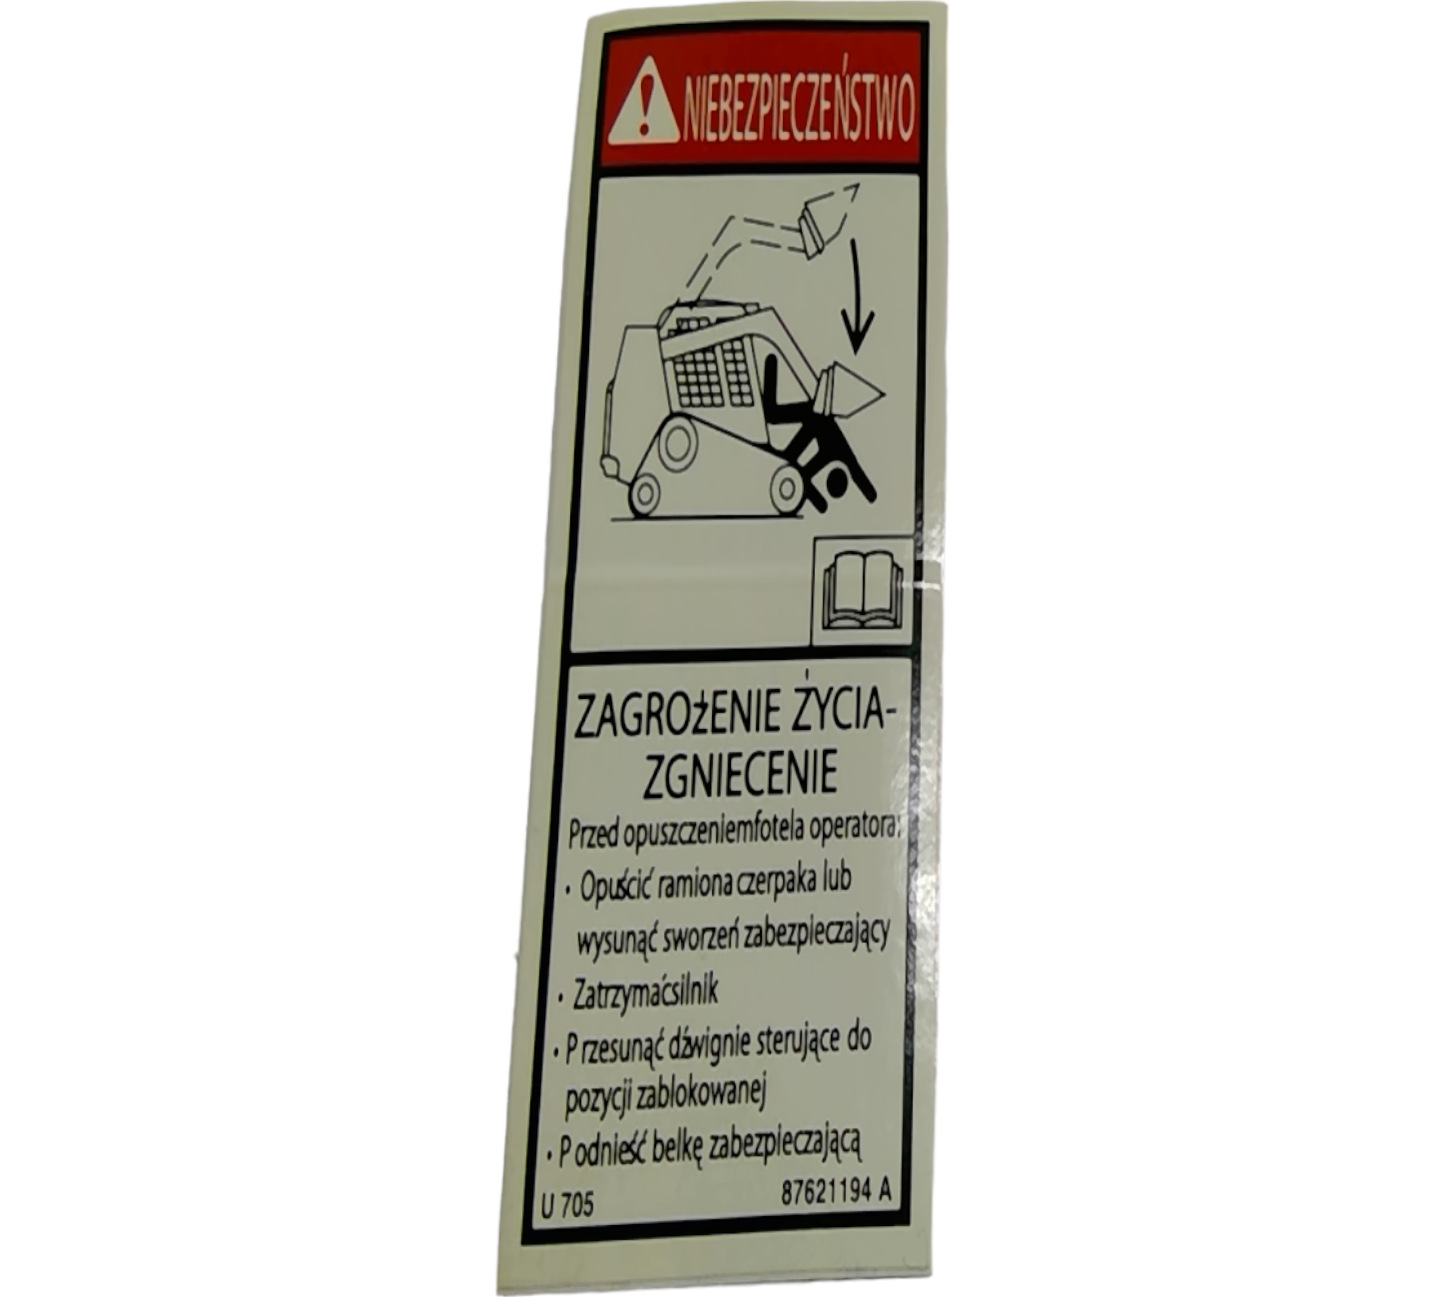 NIEBEZPIECZEŃSTWO
ZAGROżENIE ŻYCIA-
ZGNIECENIE
Przed opuszczeniemfotela operatora:
· Opuścić ramiona czerpaka lub
wysunąć sworzeń zabezpieczający
· Zatrzymaćsilnik
· P rzesunąć dźwignie sterujące do
pozycji zablokowanej
· P odnieść belkę zabezpieczającą
U 705 87621194 A